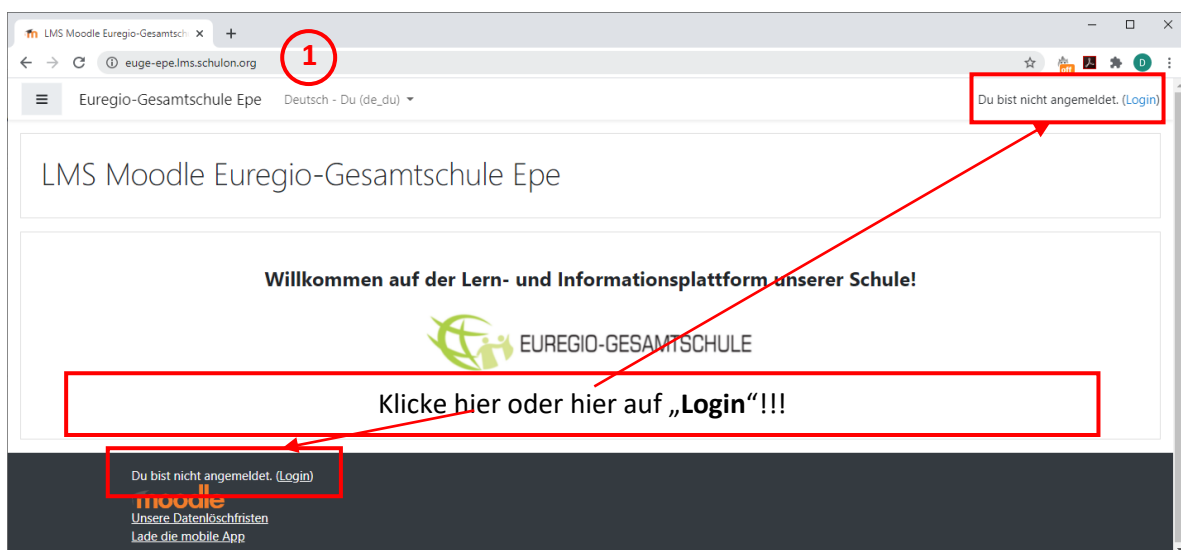 LMS Moodle Euregio-Gesamtsch
euge-epe.lms.schulon.org
1
off
D
Euregio-Gesamtschule Epe Deutsch - Du (de_du)
Du bist nicht angemeldet. (Login)
LMS Moodle Euregio-Gesamtschule Epe
Willkommen auf der Lern- und Informationsplattform unserer Schule!
EUREGIO-GESAMTSCHULE
Klicke hier oder hier auf „Login“!!!
Du bist nicht angemeldet. (Login)
moodle
Unsere Datenlöschfristen
Lade die mobile App